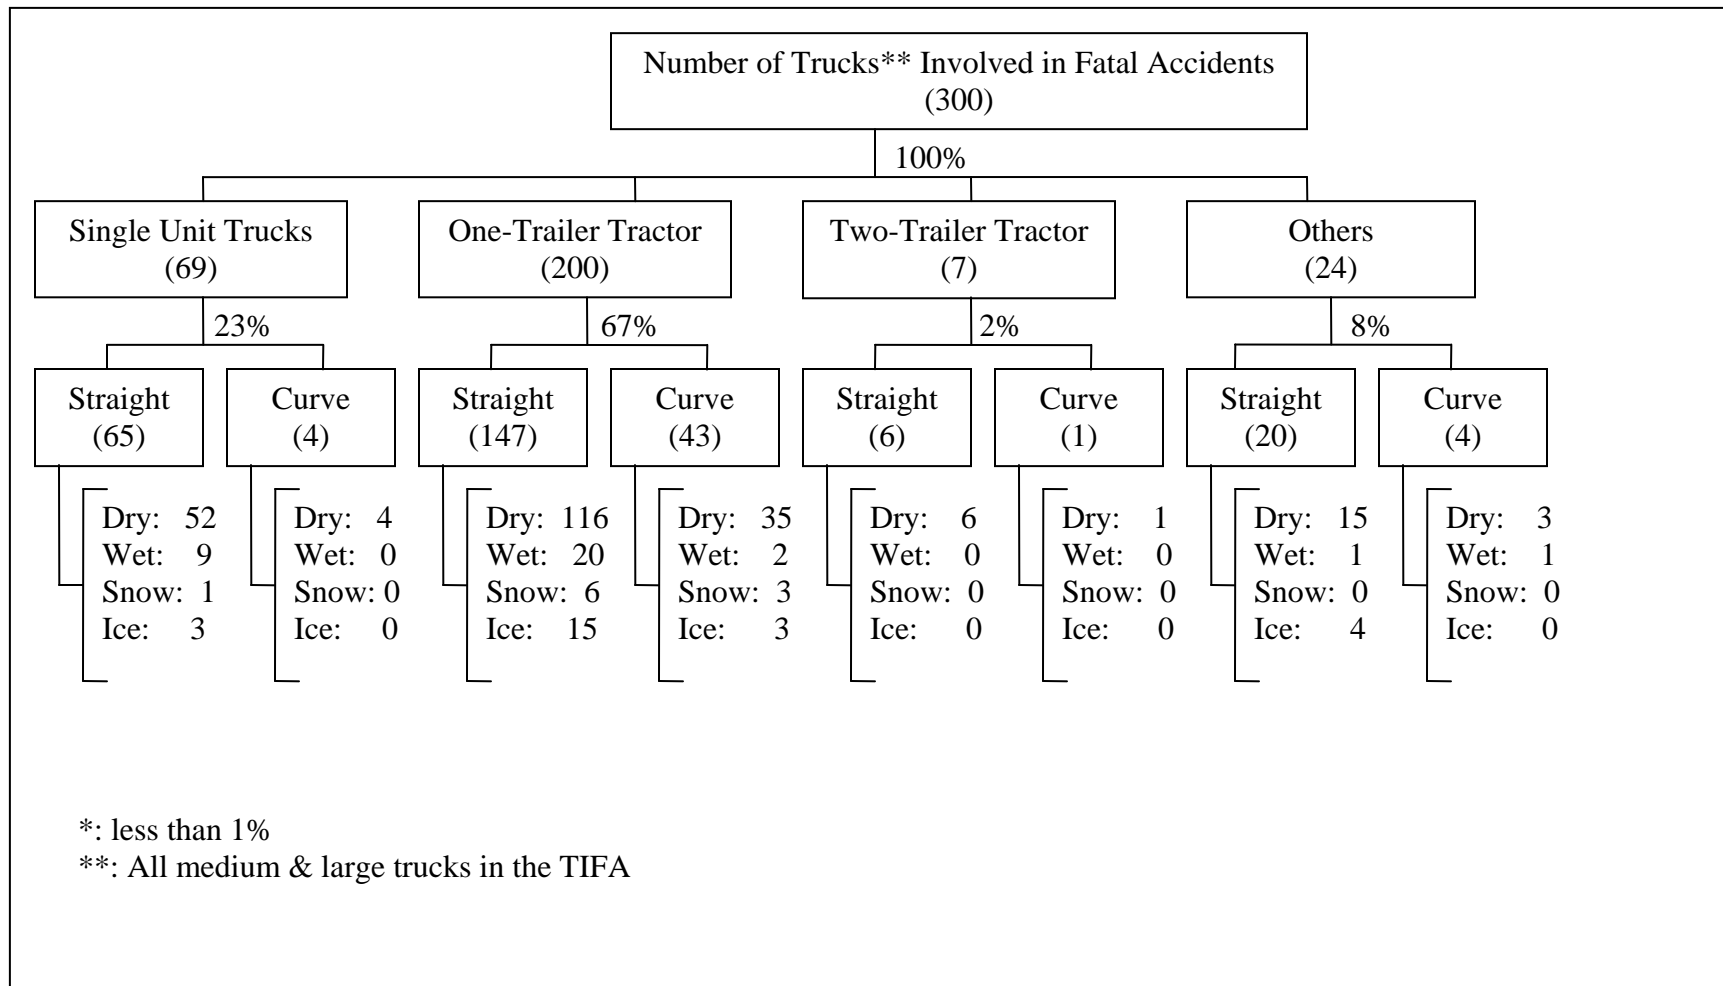 Number of Trucks** Involved in Fatal Accidents
(300)
100%
Single Unit Trucks
(69)
One-Trailer Tractor
(200)
Two-Trailer Tractor
(7)
Others
(24)
23%
67%
2%
8%
Straight
(65)
Curve
(4)
Straight
(147)
Curve
(43)
Straight
(6)
Curve
(1)
Straight
(20)
Curve
(4)
Dry: 52
Wet: 9
Snow: 1
Ice: 3
Dry: 4
Wet: 0
Snow: 0
Ice: 0
Dry: 116
Wet: 20
Snow: 6
Ice: 15
Dry: 35
Wet: 2
Snow: 3
Ice: 3
Dry: 6
Wet: 0
Snow: 0
Ice: 0
Dry: 1
Wet: 0
Snow: 0
Ice: 0
Dry: 15
Wet: 1
Snow: 0
Ice: 4
Dry: 3
Wet: 1
Snow: 0
Ice: 0
*: less than 1%
**: All medium & large trucks in the TIFA